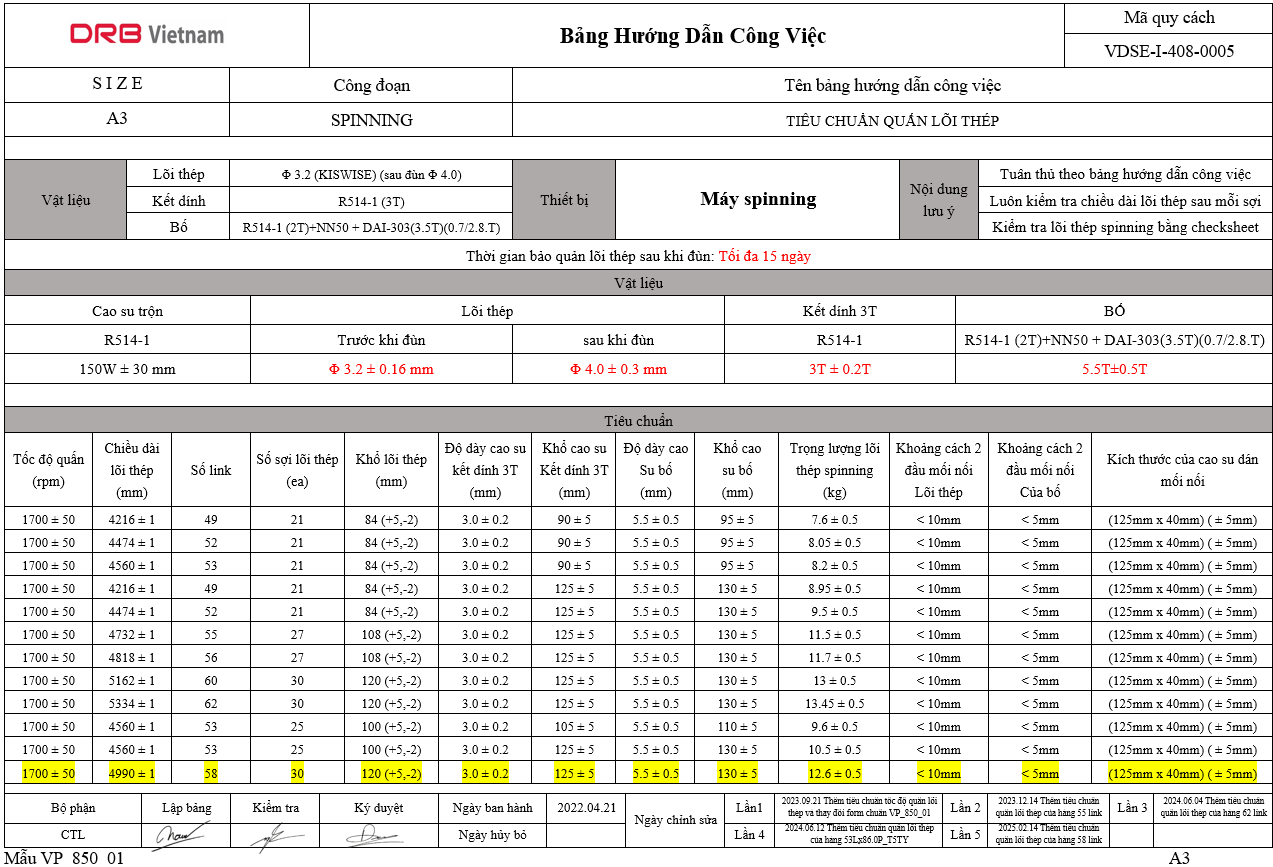 DRB Vietnam
Bảng Hướng Dẫn Công Việc
Mã quy cách
VDSE-I-408-0005
S I Z E
Công đoạn
Tên bảng hướng dẫn công việc
A3
SPINNING
TIÊU CHUẨN QUẤN LÕI THÉP
Vật liệu
Lõi thép
Φ 3.2 (KISWISE) (sau đùn Φ 4.0)
Kết dính
R514-1 (3T)
Bố
R514-1 (2T)+NN50 + DAI-303(3.5T)(0.7/2.8.T)
Thiết bị
Máy spinning
Nội dung
lưu ý
Tuân thủ theo bảng hướng dẫn công việc
Luôn kiểm tra chiều dài lõi thép sau mỗi sợi
Kiểm tra lõi thép spinning bằng checksheet
Thời gian bảo quản lõi thép sau khi đùn: Tối đa 15 ngày
Vật liệu
Cao su trộn
Lõi thép
Kết dính 3T
BỐ
R514-1
Trước khi đùn
sau khi đùn
R514-1
R514-1 (2T)+NN50 + DAI-303(3.5T)(0.7/2.8.T)
150W ± 30 mm
Φ 3.2 ± 0.16 mm
Φ 4.0 ± 0.3 mm
3T ± 0.2T
5.5T±0.5T
Tiêu chuẩn
Tốc độ quấn
(rpm)
Chiều dài
lõi thép
(mm)
Số link
Số sợi lõi thép
(ea)
Khổ lõi thép
(mm)
Độ dày cao su
kết dính 3T
(mm)
Khổ cao su
Kết dính 3T
(mm)
Độ dày cao
Su bố
(mm)
Khổ cao
su bố
(mm)
Trọng lượng lõi
thép spinning
(kg)
Khoảng cách 2
đầu mối nối
Lõi thép
Khoảng cách 2
đầu mối nối
Của bố
Kích thước của cao su dán
mối nối
1700 ± 50 4216 ± 1 49 21 84 (+5,-2) 3.0 ± 0.2 90 ± 5 5.5 ± 0.5 95 ± 5 7.6 ± 0.5 < 10mm < 5mm (125mm x 40mm) ( ± 5mm)
1700 ± 50 4474 ± 1 52 21 84 (+5,-2) 3.0 ± 0.2 90 ± 5 5.5 ± 0.5 95 ± 5 8.05 ± 0.5 < 10mm < 5mm (125mm x 40mm) ( ± 5mm)
1700 ± 50 4560 ± 1 53 21 84 (+5,-2) 3.0 ± 0.2 90 ± 5 5.5 ± 0.5 95 ± 5 8.2 ± 0.5 < 10mm < 5mm (125mm x 40mm) ( ± 5mm)
1700 ± 50 4216 ± 1 49 21 84 (+5,-2) 3.0 ± 0.2 125 ± 5 5.5 ± 0.5 130 ± 5 8.95 ± 0.5 < 10mm < 5mm (125mm x 40mm) ( ± 5mm)
1700 ± 50 4474 ± 1 52 21 84 (+5,-2) 3.0 ± 0.2 125 ± 5 5.5 ± 0.5 130 ± 5 9.5 ± 0.5 < 10mm < 5mm (125mm x 40mm) ( ± 5mm)
1700 ± 50 4732 ± 1 55 27 108 (+5,-2) 3.0 ± 0.2 125 ± 5 5.5 ± 0.5 130 ± 5 11.5 ± 0.5 < 10mm < 5mm (125mm x 40mm) ( ± 5mm)
1700 ± 50 4818 ± 1 56 27 108 (+5,-2) 3.0 ± 0.2 125 ± 5 5.5 ± 0.5 130 ± 5 11.7 ± 0.5 < 10mm < 5mm (125mm x 40mm) ( ± 5mm)
1700 ± 50 5162 ± 1 60 30 120 (+5,-2) 3.0 ± 0.2 125 ± 5 5.5 ± 0.5 130 ± 5 13 ± 0.5 < 10mm < 5mm (125mm x 40mm) ( ± 5mm)
1700 ± 50 5334 ± 1 62 30 120 (+5,-2) 3.0 ± 0.2 125 ± 5 5.5 ± 0.5 130 ± 5 13.45 ± 0.5 < 10mm < 5mm (125mm x 40mm) ( ± 5mm)
1700 ± 50 4560 ± 1 53 25 100 (+5,-2) 3.0 ± 0.2 105 ± 5 5.5 ± 0.5 110 ± 5 9.6 ± 0.5 < 10mm < 5mm (125mm x 40mm) ( ± 5mm)
1700 ± 50 4560 ± 1 53 25 100 (+5,-2) 3.0 ± 0.2 125 ± 5 5.5 ± 0.5 130 ± 5 10.5 ± 0.5 < 10mm < 5mm (125mm x 40mm) ( ± 5mm)
1700 ± 50 4990 ± 1 58 30 120 (+5,-2) 3.0 ± 0.2 125 ± 5 5.5 ± 0.5 130 ± 5 12.6 ± 0.5 < 10mm < 5mm (125mm x 40mm) ( ± 5mm)
Bộ phận
Lập bảng
Kiểm tra
Ký duyệt
Ngày ban hành
2022.04.21
Ngày chỉnh sửa
Lần1
2023.09.21 Thêm tiêu chuẩn tốc độ quấn lõi
thép và thay đổi form chuẩn VP_850_01
Lần 2
2023.12.14 Thêm tiêu chuẩn
quấn lõi thép của hàng 55 link
Lần 3
2024.06.04 Thêm tiêu chuẩn
quấn lõi thép của hàng 62 link
CTL
Ngày hủy bỏ
Lần 4
2024.06.12 Thêm tiêu chuẩn quấn lõi thép
của hàng 53Lx86.0P_T5TY
Lần 5
2025.02.14 Thêm tiêu chuẩn
quấn lõi thép của hàng 58 link
Mẫu VP_850_01
A3